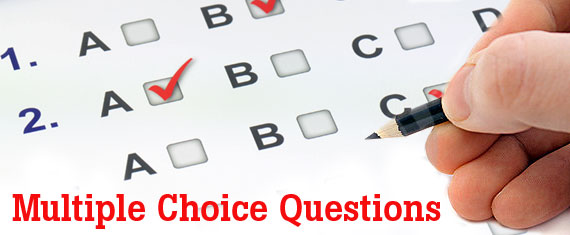 1. A B C D
2. A B C
A B
Multiple Choice Questions